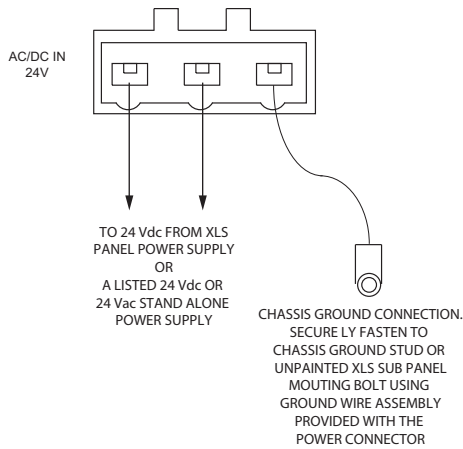 AC/DC IN
24V
TO 24 Vdc FROM XLS
PANEL POWER SUPPLY
OR
A LISTED 24 Vdc OR
24 Vac STAND ALONE
POWER SUPPLY
CHASSIS GROUND CONNECTION.
SECURE LY FASTEN TO
CHASSIS GROUND STUD OR
UNPAINTED XLS SUB PANEL
MOUTING BOLT USING
GROUND WIRE ASSEMBLY
PROVIDED WITH THE
POWER CONNECTOR